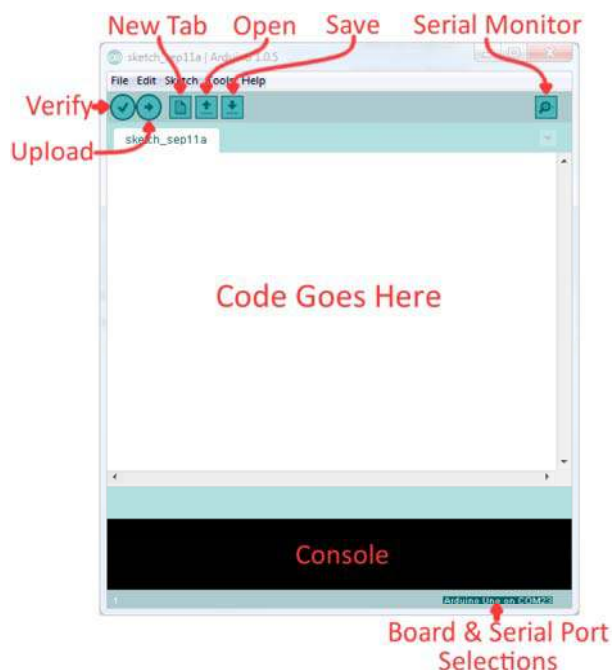 New Tab Open Save Serial Monitor
sketch_sep11a | Arduino 1.0.5
File Edit Sketch Tools Help
Verify
Upload
sketch_sep11a
Code Goes Here
Console
1
Arduino Uno on COM23
Board & Serial Port
Selections